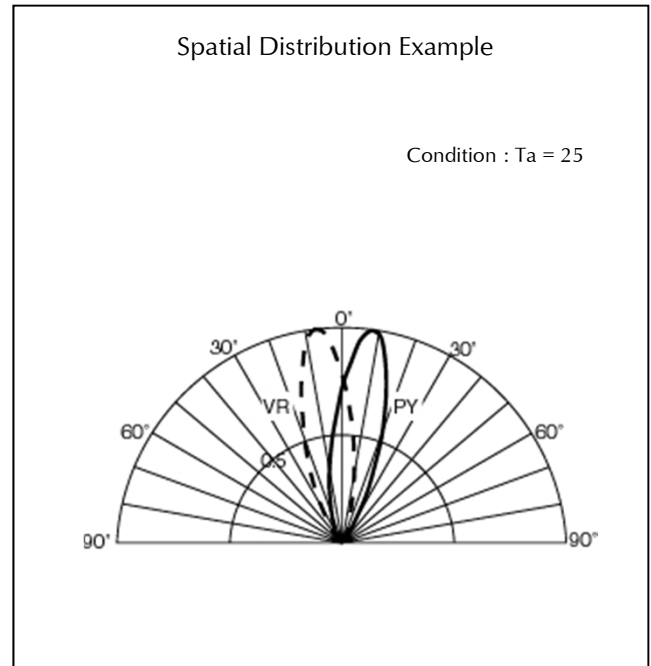 Spatial Distribution Example
Condition : Ta = 25
0°
30° 30°
VR PY
60° 60°
0.5
90° 90°